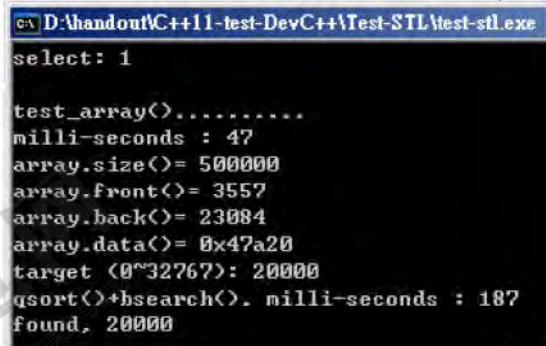 D:\handout\C++11-test-DevC++\Test-STL\test-stl.exe
select: 1
test_array()..........
milli-seconds : 47
array.size()= 500000
array.front()= 3557
array.back()= 23084
array.data()= 0x47a20
target (0~32767): 20000
qsort()+bsearch(), milli-seconds : 187
found, 20000